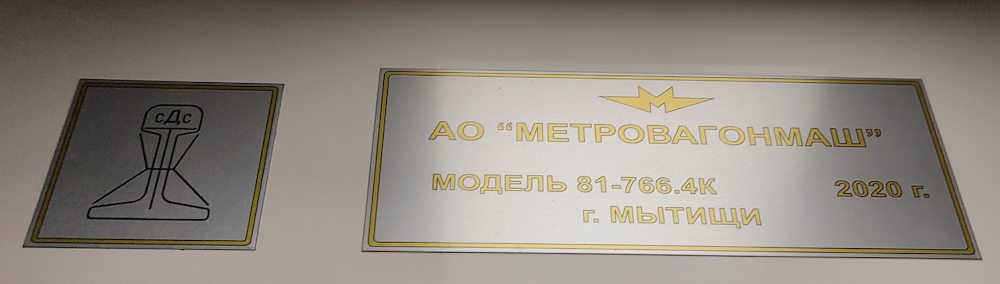 сДс
АО "МЕТРОВАГОНМАШ"
МОДЕЛЬ 81-766.4К 2020 г.
г. МЫТИЩИ